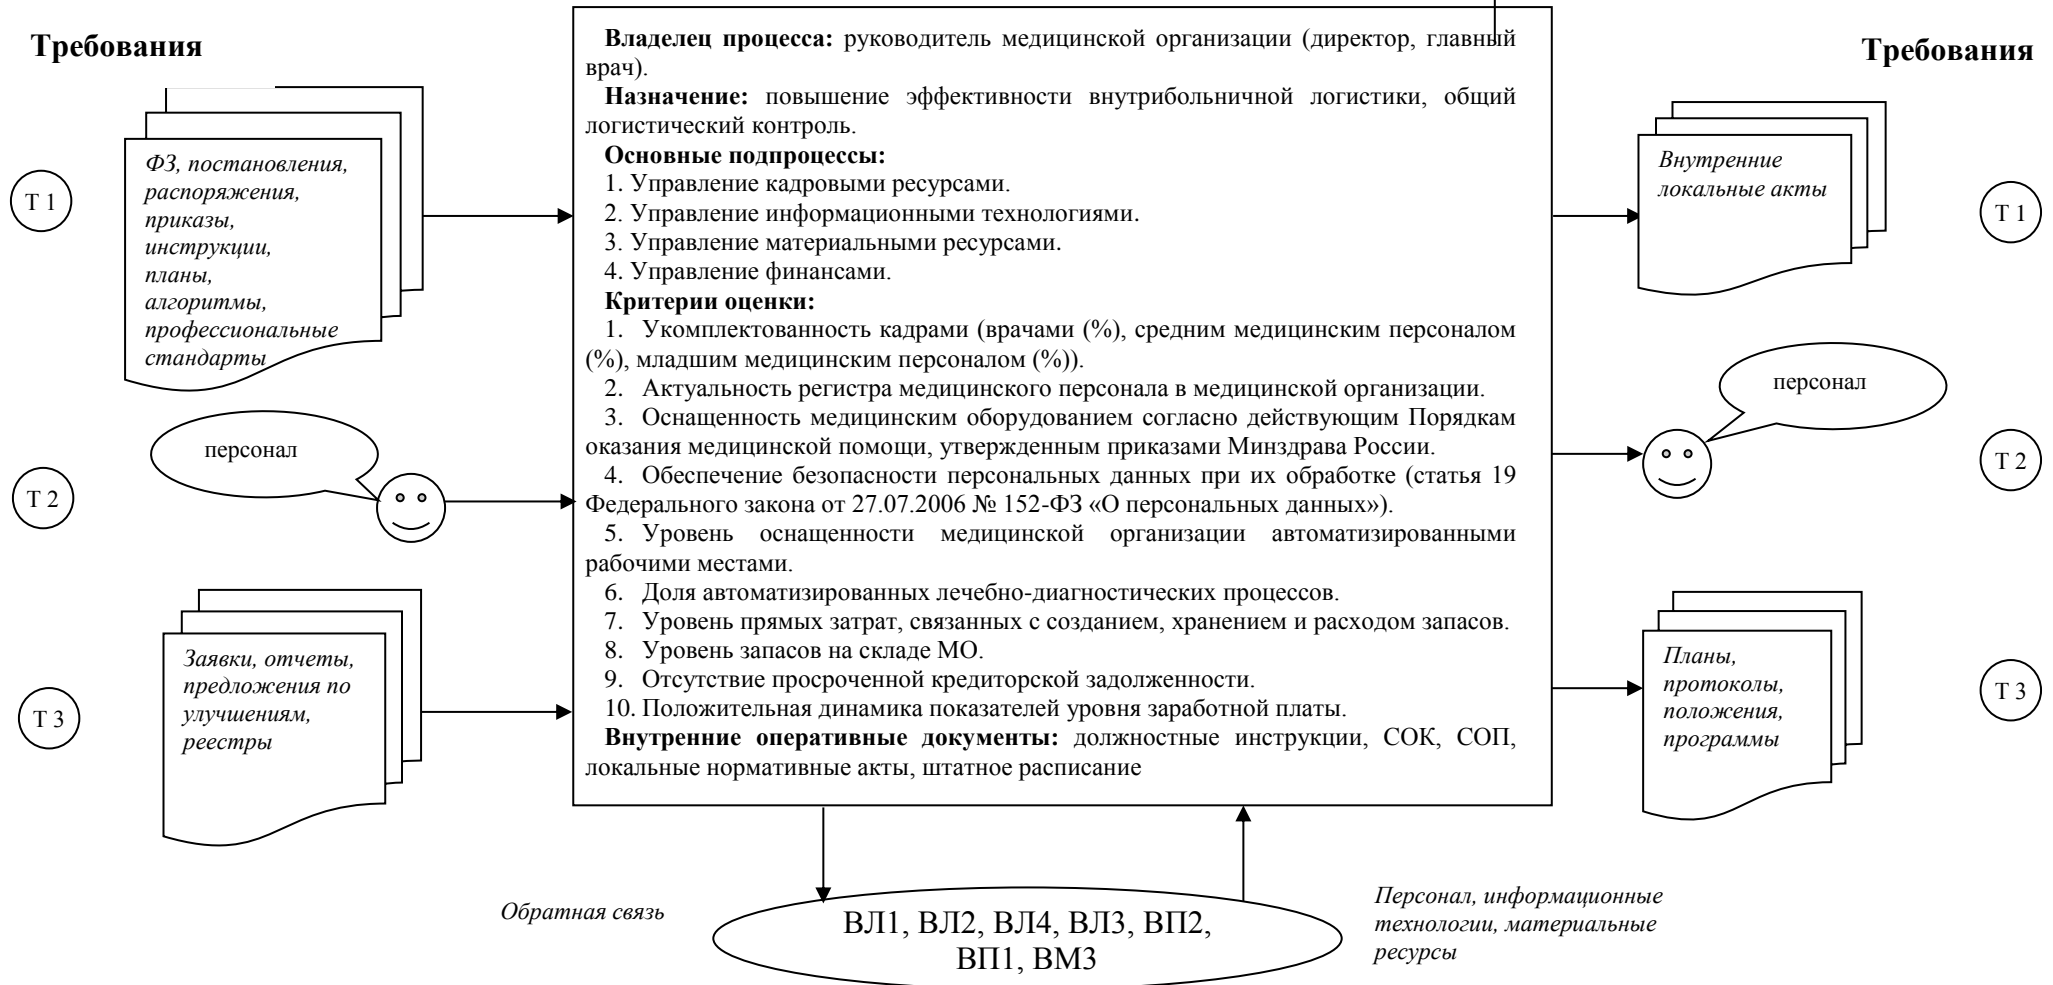 Требования
Т 1
ФЗ, постановления,
распоряжения,
приказы,
инструкции,
планы,
алгоритмы,
профессиональные
стандарты
персонал
Т 2
Т 3
Заявки, отчеты,
предложения по
улучшениям,
реестры
Владелец процесса: руководитель медицинской организации (директор, главный
врач).
Назначение: повышение эффективности внутрибольничной логистики, общий
логистический контроль.
Основные подпроцессы:
1. Управление кадровыми ресурсами.
2. Управление информационными технологиями.
3. Управление материальными ресурсами.
4. Управление финансами.
Критерии оценки:
1. Укомплектованность кадрами (врачами (%), средним медицинским персоналом
(%), младшим медицинским персоналом (%)).
2. Актуальность регистра медицинского персонала в медицинской организации.
3. Оснащенность медицинским оборудованием согласно действующим Порядкам
оказания медицинской помощи, утвержденным приказами Минздрава России.
4. Обеспечение безопасности персональных данных при их обработке (статья 19
Федерального закона от 27.07.2006 № 152-ФЗ «О персональных данных»).
5. Уровень оснащенности медицинской организации автоматизированными
рабочими местами.
6. Доля автоматизированных лечебно-диагностических процессов.
7. Уровень прямых затрат, связанных с созданием, хранением и расходом запасов.
8. Уровень запасов на складе МО.
9. Отсутствие просроченной кредиторской задолженности.
10. Положительная динамика показателей уровня заработной платы.
Внутренние оперативные документы: должностные инструкции, СОК, СОП,
локальные нормативные акты, штатное расписание
Требования
Внутренние
локальные акты
Т 1
персонал
Т 2
Планы,
протоколы,
положения,
программы
Т 3
Обратная связь
ВЛ1, ВЛ2, ВЛ4, ВЛ3, ВП2,
ВП1, ВМ3
Персонал, информационные
технологии, материальные
ресурсы